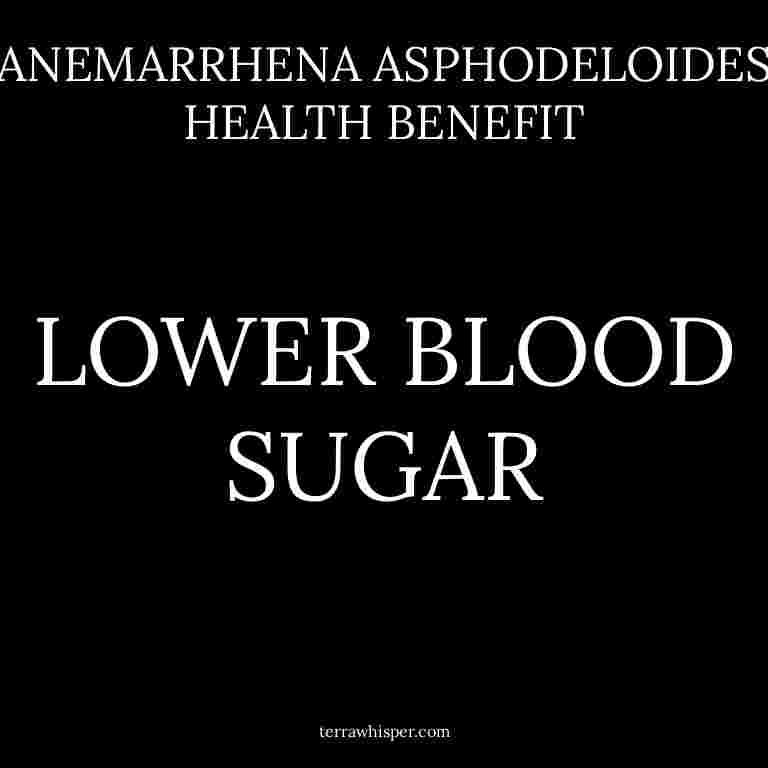 ANEMARRHENA ASPHODELOIDES
HEALTH BENEFIT
LOWER BLOOD
SUGAR
terrawhisper.com